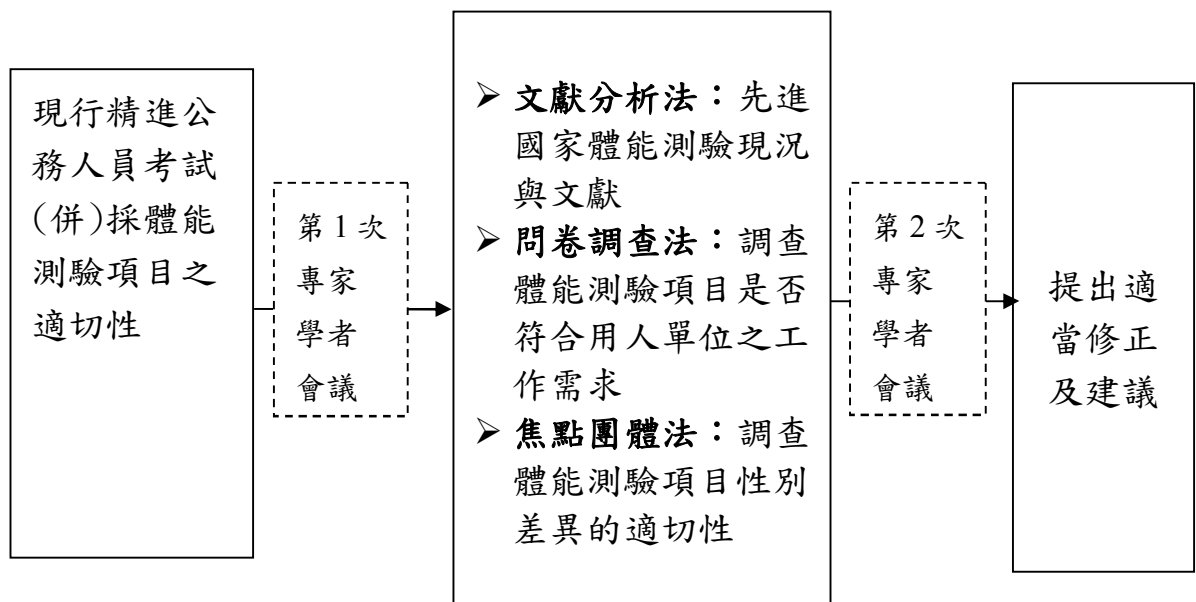 現行精進公
務人員考試
(併)採體能
測驗項目之
適切性
第 1 次
專家
學者
會議
➢ 文獻分析法：先進
國家體能測驗現況
與文獻
➢ 問卷調查法：調查
體能測驗項目是否
符合用人單位之工
作需求
➢ 焦點團體法：調查
體能測驗項目性別
差異的適切性
第 2 次
專家
學者
會議
提出適
當修正
及建議